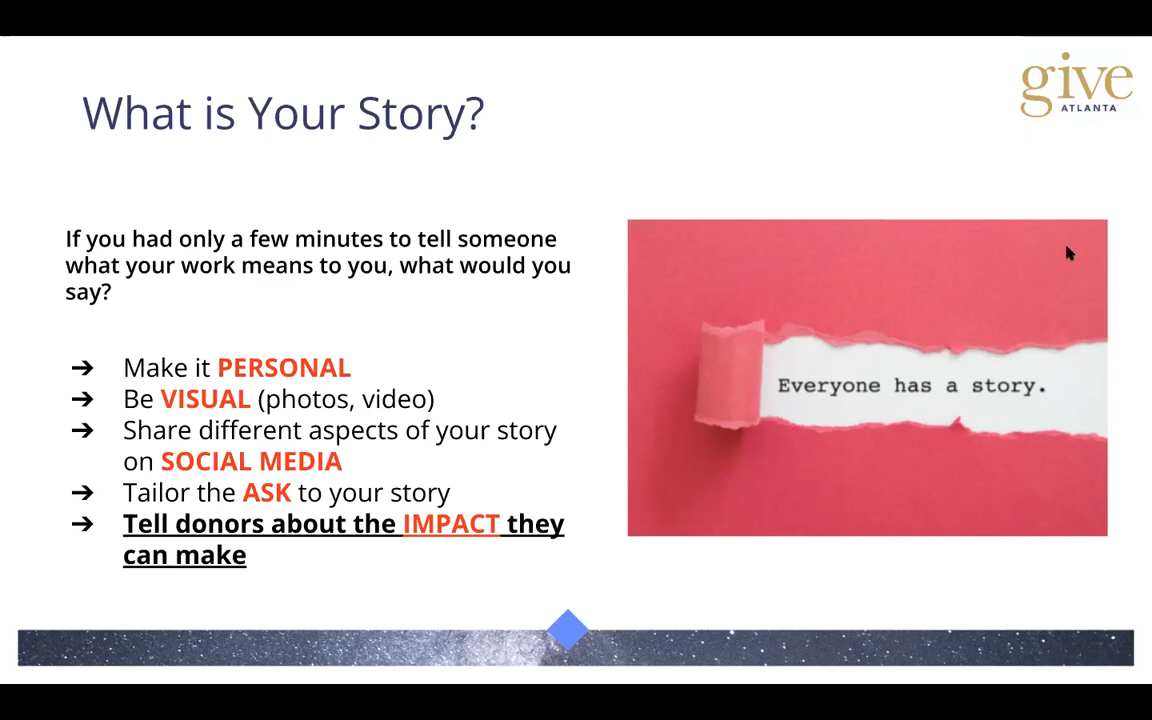 give
ATLANTA
What is Your Story?
If you had only a few minutes to tell someone
what your work means to you, what would you
say?
➔ Make it PERSONAL
➔ Be VISUAL (photos, video)
➔ Share different aspects of your story
on SOCIAL MEDIA
➔ Tailor the ASK to your story
➔ Tell donors about the IMPACT they
can make
Everyone has a story.